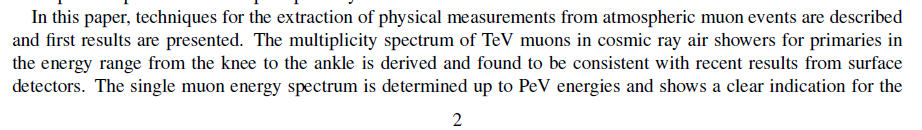 In this paper, techniques for the extraction of physical measurements from atmospheric muon events are described
and first results are presented. The multiplicity spectrum of TeV muons in cosmic ray air showers for primaries in
the energy range from the knee to the ankle is derived and found to be consistent with recent results from surface
detectors. The single muon energy spectrum is determined up to PeV energies and shows a clear indication for the
2